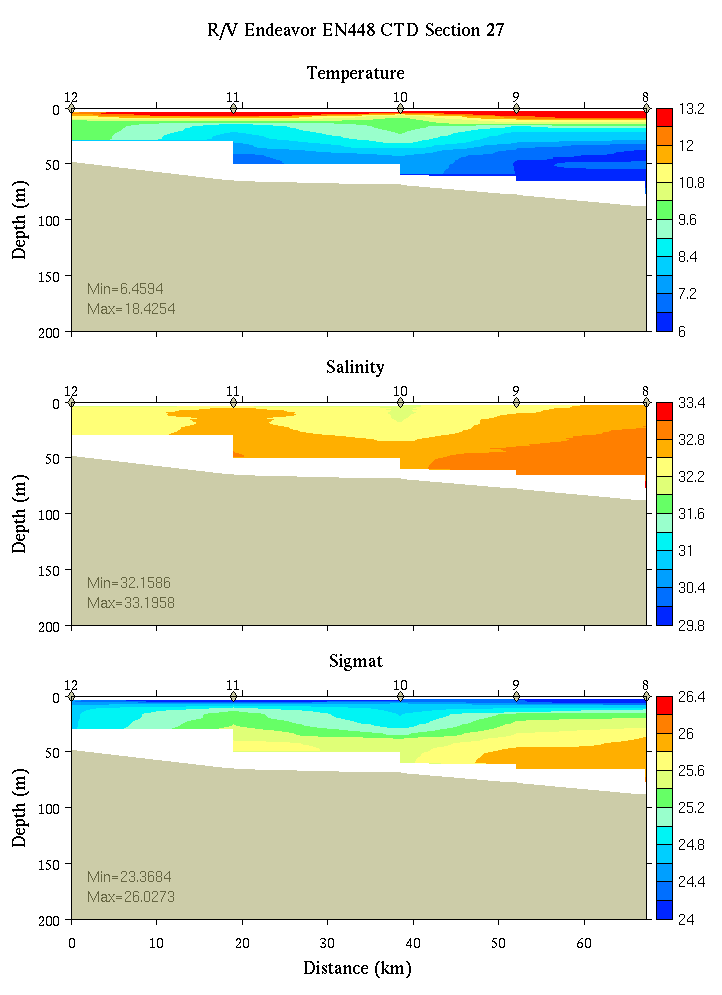 R/V Endeavor EN448 CTD Section 27
Temperature
12 11 10 9 8
0
50
100
150
200
Depth (m)
Min=6.4594
Max=18.4254
13.2
12
10.8
9.6
8.4
7.2
6
Salinity
12 11 10 9 8
0
50
100
150
200
Depth (m)
Min=32.1586
Max=33.1958
33.4
32.8
32.2
31.6
31
30.4
29.8
Sigmat
12 11 10 9 8
0
50
100
150
200
Depth (m)
Min=23.3684
Max=26.0273
26.4
26
25.6
25.2
24.8
24.4
24
0 10 20 30 40 50 60
Distance (km)